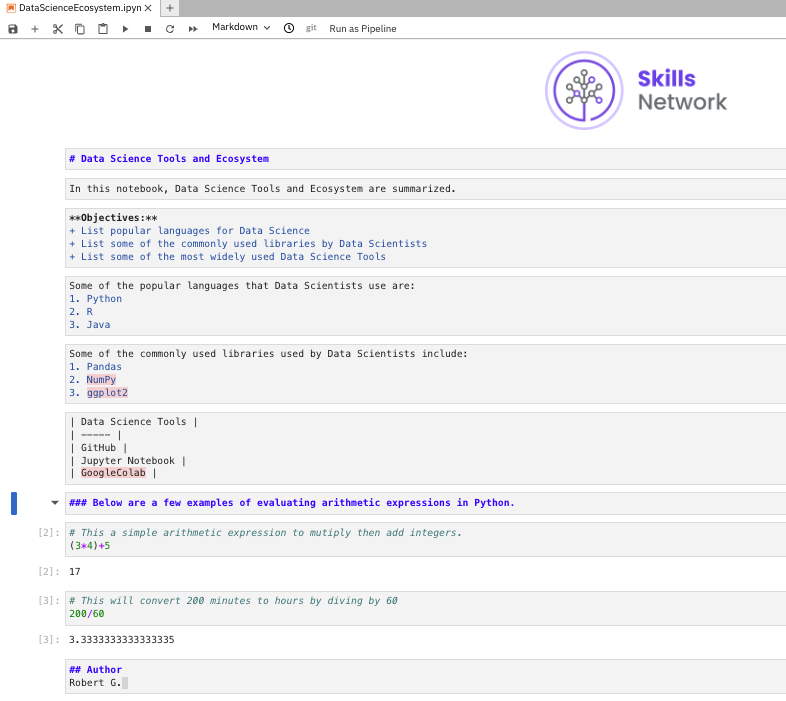 DataScienceEcosystem.ipyn
Markdown git Run as Pipeline
Skills
Network
# Data Science Tools and Ecosystem
In this notebook, Data Science Tools and Ecosystem are summarized.
**Objectives:**
+ List popular languages for Data Science
+ List some of the commonly used libraries by Data Scientists
+ List some of the most widely used Data Science Tools
Some of the popular languages that Data Scientists use are:
1. Python
2. R
3. Java
Some of the commonly used libraries used by Data Scientists include:
1. Pandas
2. NumPy
3. ggplot2
| Data Science Tools |
| ----- |
| GitHub |
| Jupyter Notebook |
| GoogleColab |
### Below are a few examples of evaluating arithmetic expressions in Python.
[2]: # This a simple arithmetic expression to mutiply then add integers.
(3*4)+5
[2]: 17
[3]: # This will convert 200 minutes to hours by diving by 60
200/60
[3]: 3.3333333333333335
## Author
Robert G.